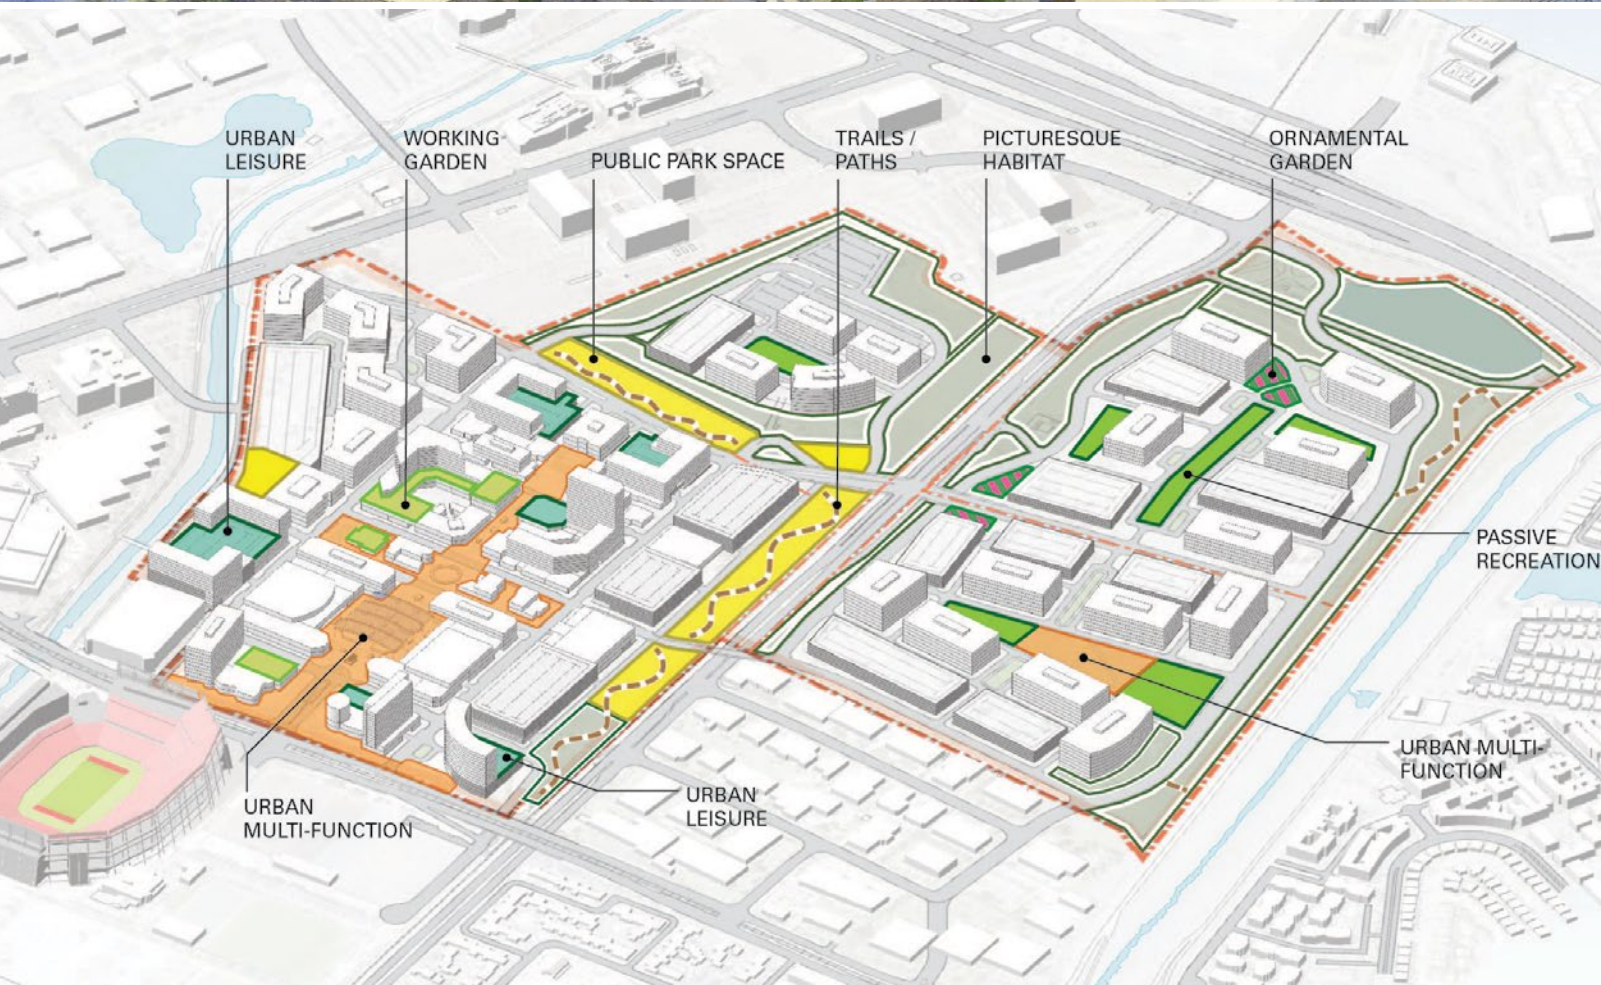 URBAN
LEISURE
WORKING
GARDEN
PUBLIC PARK SPACE
TRAILS /
PATHS
PICTURESQUE
HABITAT
ORNAMENTAL
GARDEN
PASSIVE
RECREATION
URBAN MULTI-
FUNCTION
URBAN
LEISURE
URBAN
MULTI-FUNCTION